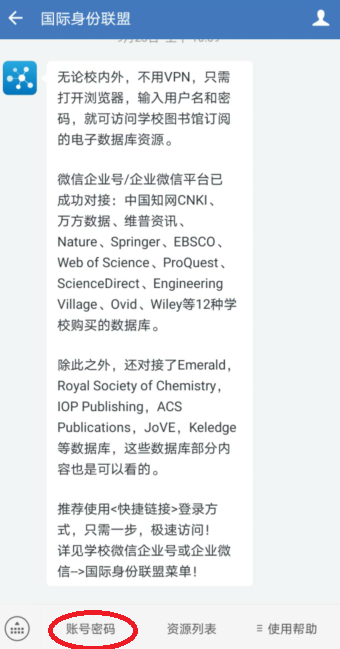 国际身份联盟
无论校内外，不用VPN，只需
打开浏览器，输入用户名和密
码，就可访问学校图书馆订阅
的电子数据库资源。
微信企业号/企业微信平台已
成功对接：中国知网CNKI、
万方数据、维普资讯、
Nature、Springer、EBSCO、
Web of Science、ProQuest、
ScienceDirect、Engineering
Village、Ovid、Wiley等12种学
校购买的数据库。
除此之外，还对接了Emerald，
Royal Society of Chemistry，
IOP Publishing，ACS
Publications，JoVE，Keledge
等数据库，这些数据库部分内
容也是可以看的。
推荐使用<快捷链接>登录方
式，只需一步，极速访问！
详见学校微信企业号或企业微
信-->国际身份联盟菜单！
账号密码
资源列表
使用帮助